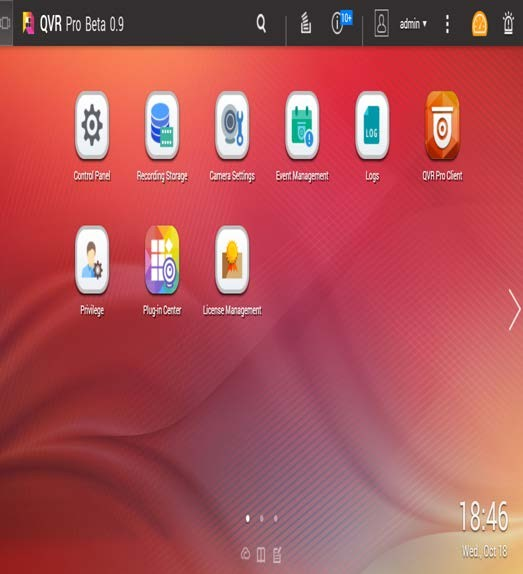 QVR Pro Beta 0.9
10+
admin
Control Panel
Recording Storage
Camera Settings
Event Management
LOG
Logs
QVR Pro Client
Privilege
Plug-in Center
License Management
18:46
Wed., Oct 18